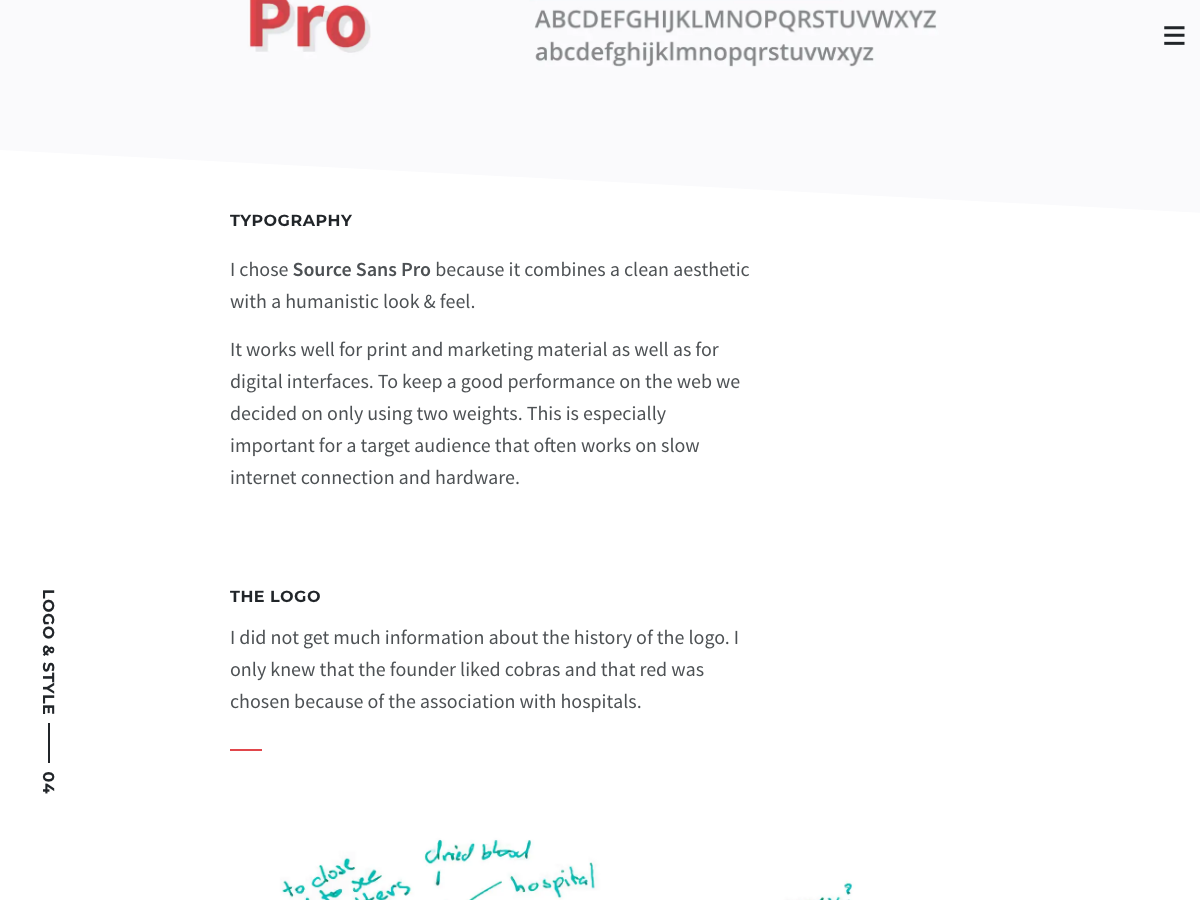 Pro
ABCDEFGHIJKLMNOPQRSTUVWXYZ
abcdefghijklmnopqrstuvwxyz
TYPOGRAPHY
I chose Source Sans Pro because it combines a clean aesthetic
with a humanistic look & feel.
It works well for print and marketing material as well as for
digital interfaces. To keep a good performance on the web we
decided on only using two weights. This is especially
important for a target audience that often works on slow
internet connection and hardware.
LOGO & STYLE — 04
THE LOGO
I did not get much information about the history of the logo. I
only knew that the founder liked cobras and that red was
chosen because of the association with hospitals.
dried blood
to close
to see
hospital